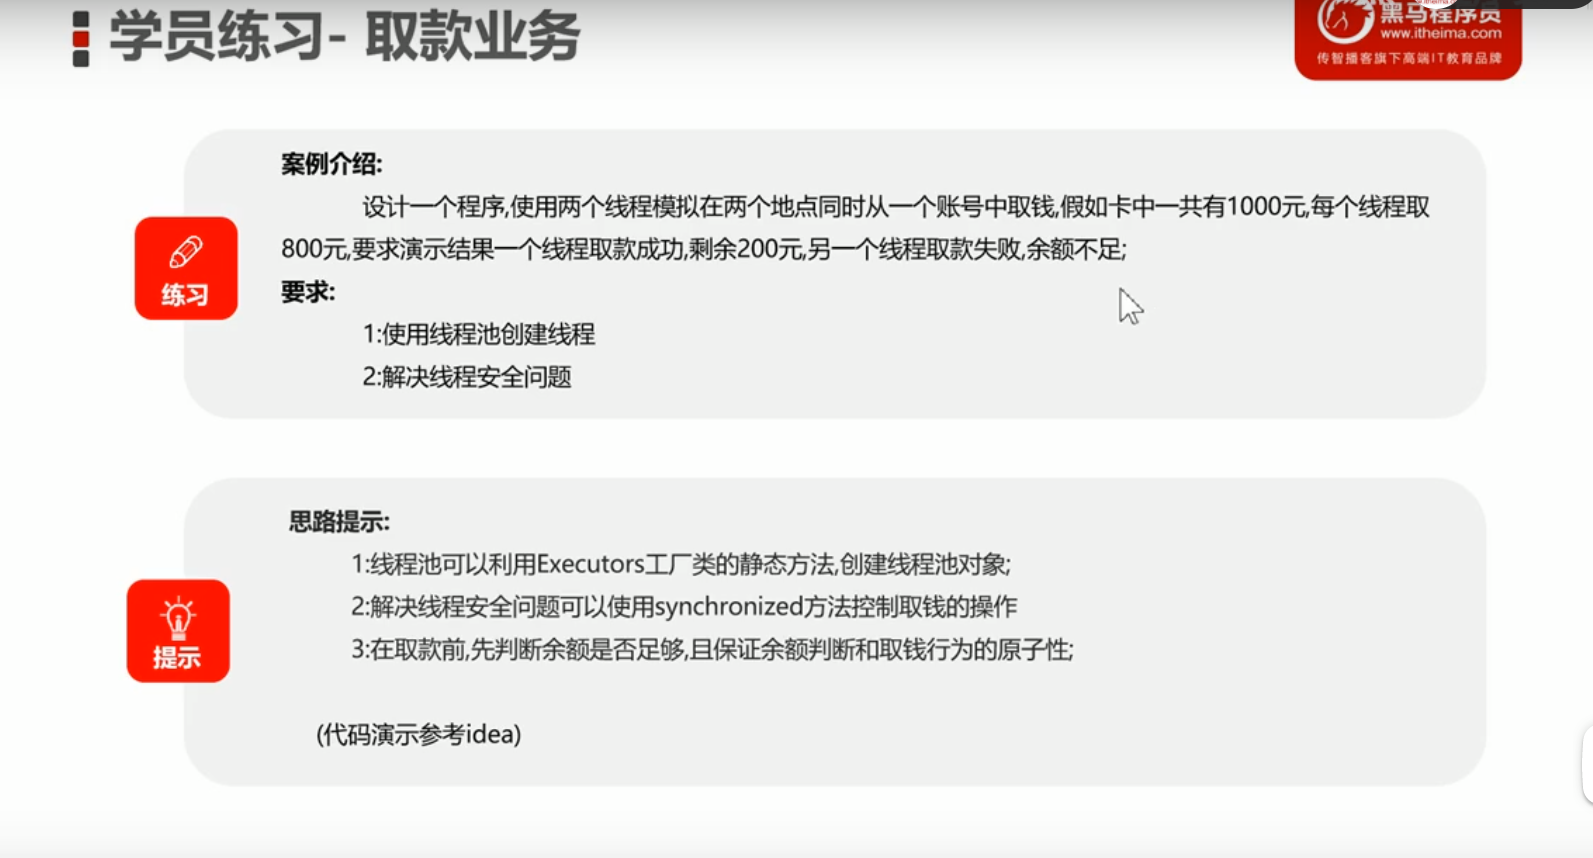 学员练习- 取款业务
黑马程序员
www.itheima.com
传智播客旗下高端IT教育品牌
案例介绍:
设计一个程序,使用两个线程模拟在两个地点同时从一个账号中取钱,假如卡中一共有1000元,每个线程取
800元,要求演示结果一个线程取款成功,剩余200元,另一个线程取款失败,余额不足;
要求:
1:使用线程池创建线程
2:解决线程安全问题
练习
思路提示:
1:线程池可以利用Executors工厂类的静态方法,创建线程池对象;
2:解决线程安全问题可以使用synchronized方法控制取钱的操作
3:在取款前,先判断余额是否足够,且保证余额判断和取钱行为的原子性;
提示
(代码演示参考idea)